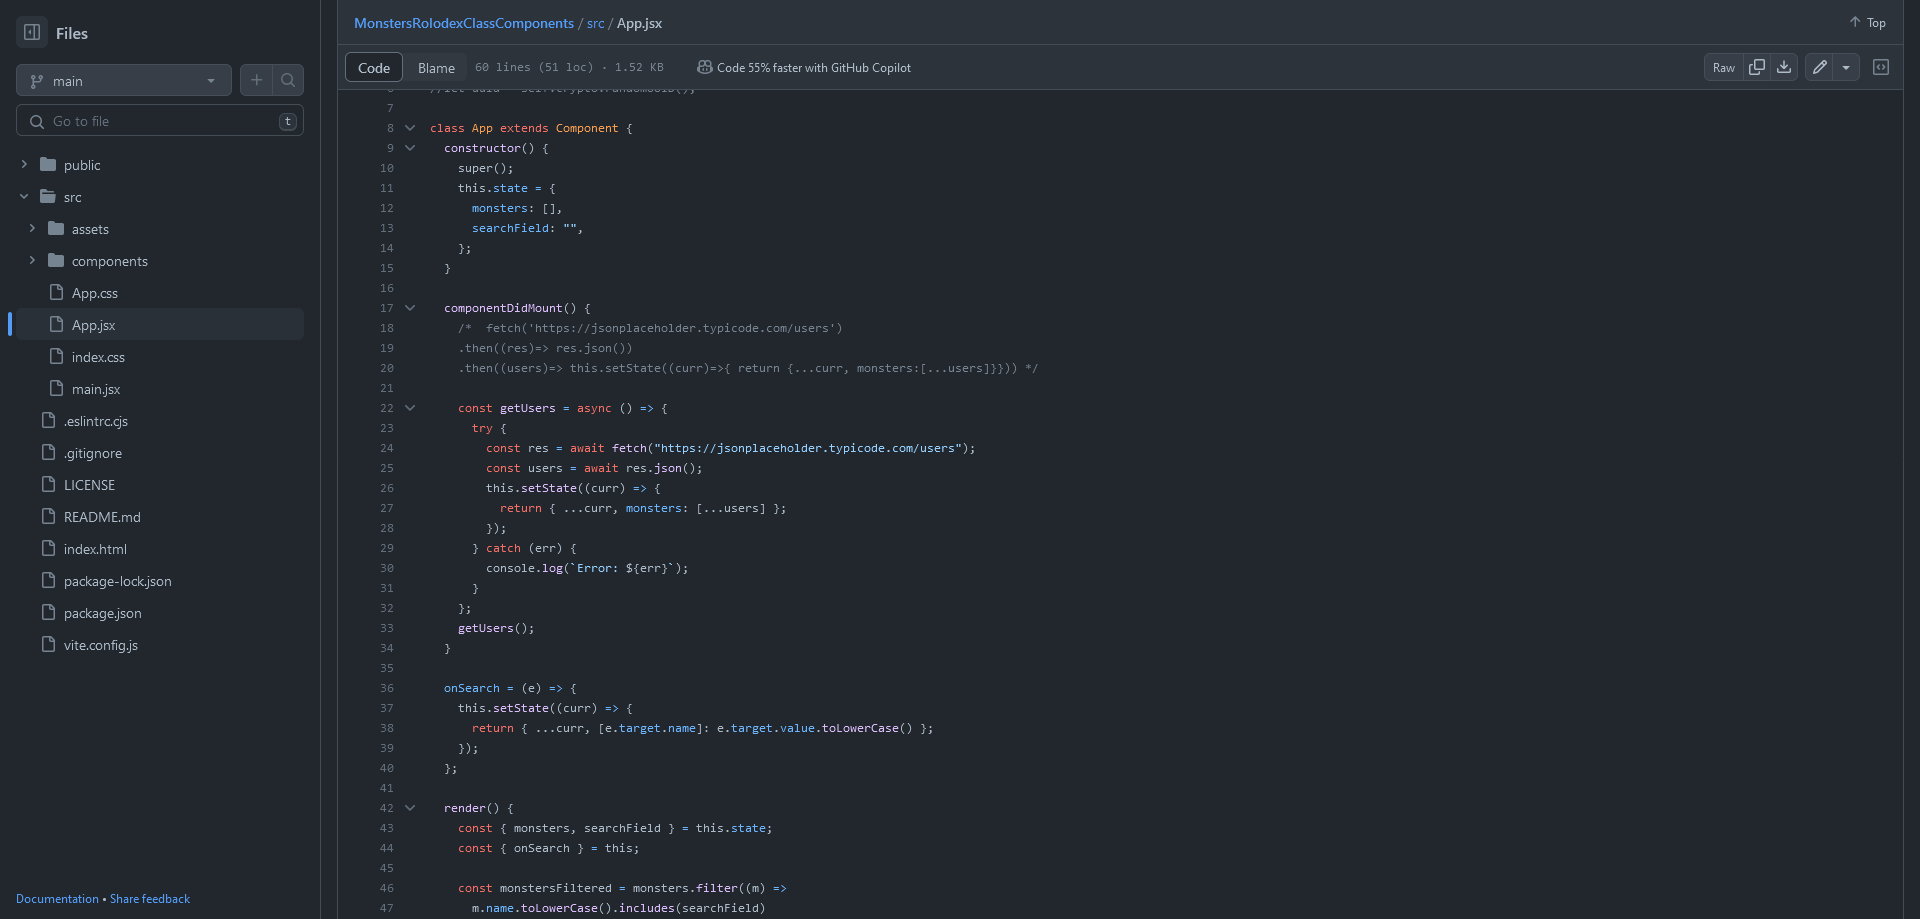 Files
main
Go to file
t
public
src
assets
components
App.css
App.jsx
index.css
main.jsx
.eslintrc.cjs
.gitignore
LICENSE
README.md
index.html
package-lock.json
package.json
vite.config.js
Documentation • Share feedback
MonstersRolodexClassComponents / src / App.jsx
Top
Code
Blame
60 lines (51 loc) · 1.52 KB
Code 55% faster with GitHub Copilot
Raw
7
8 class App extends Component {
9 constructor() {
10 super();
11 this.state = {
12 monsters: [],
13 searchField: "",
14 };
15 }
16
17 componentDidMount() {
18 /*  fetch('https://jsonplaceholder.typicode.com/users')
19 .then((res)=> res.json())
20 .then((users)=> this.setState((curr)=>{ return {...curr, monsters:[...users]}})) */
21
22 const getUsers = async () => {
23 try {
24 const res = await fetch("https://jsonplaceholder.typicode.com/users");
25 const users = await res.json();
26 this.setState((curr) => {
27 return { ...curr, monsters: [...users] };
28 });
29 } catch (err) {
30 console.log(`Error: ${err}`);
31 }
32 };
33 getUsers();
34 }
35
36 onSearch = (e) => {
37 this.setState((curr) => {
38 return { ...curr, [e.target.name]: e.target.value.toLowerCase() };
39 });
40 };
41
42 render() {
43 const { monsters, searchField } = this.state;
44 const { onSearch } = this;
45
46 const monstersFiltered = monsters.filter((m) =>
47 m.name.toLowerCase().includes(searchField)